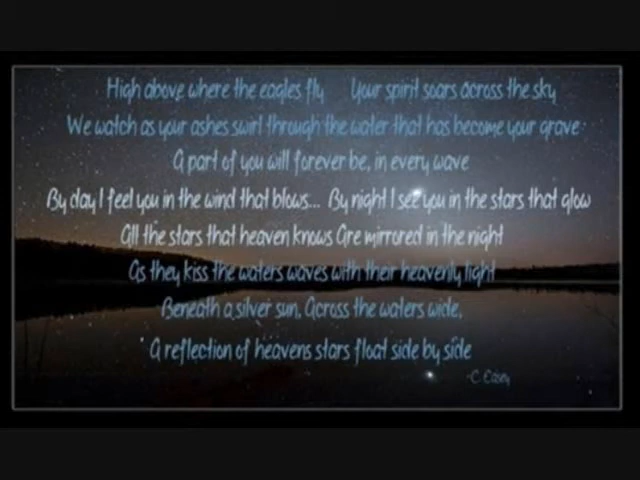 High above where the eagles fly Your spirit soars across the sky
We watch as your ashes swirl through the water that has become your grave
A part of you will forever be, in every wave
By day I feel you in the wind that blows... By night I see you in the stars that glow
All the stars that heaven knows Are mirrored in the night
As they kiss the waters waves with their heavenly light
Beneath a silver sun, Across the waters wide,
A reflection of heavens stars float side by side
-C. Easey